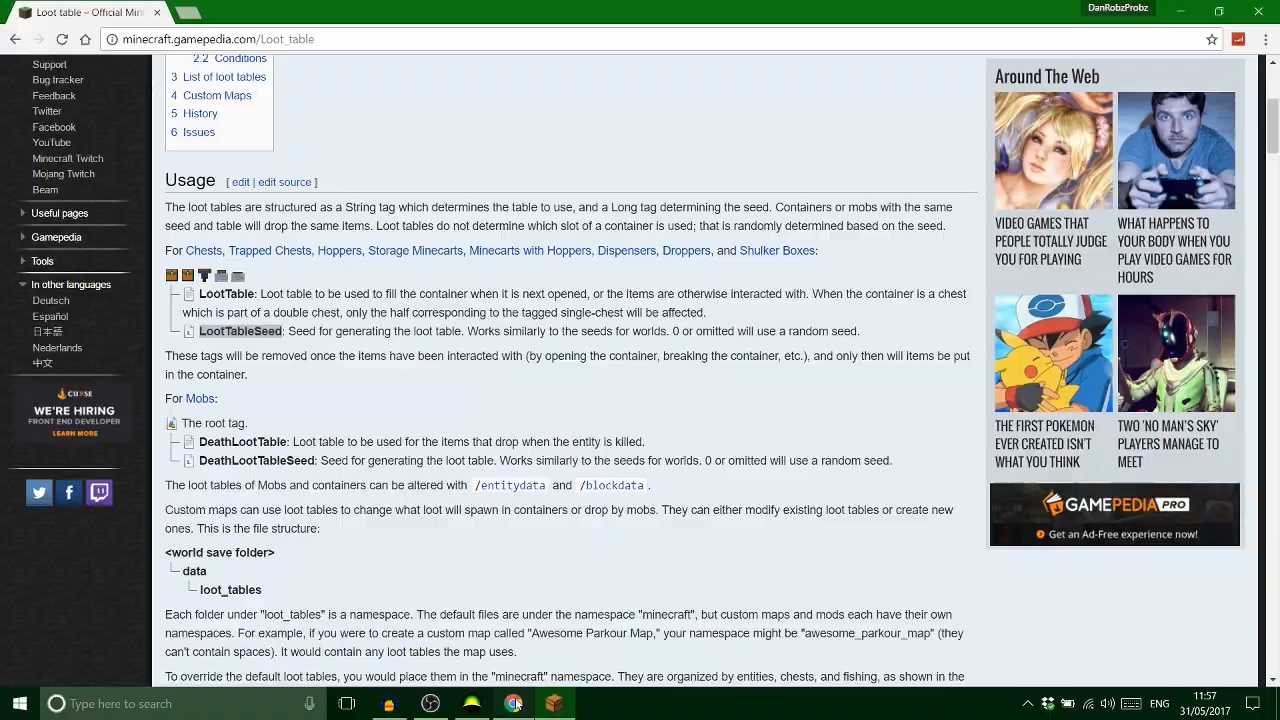 Loot table – Official Min
DanRobzProbz
minecraft.gamepedia.com/Loot_table
Support
Bug tracker
Feedback
Twitter
Facebook
YouTube
Minecraft Twitch
Mojang Twitch
Beam
Useful pages
Gamepedia
Tools
In other languages
Deutsch
Español
日本語
Nederlands
中文
CURSE
WE'RE HIRING
FRONT END DEVELOPER
LEARN MORE
2.2 Conditions
3 List of loot tables
4 Custom Maps
5 History
6 Issues
Usage [ edit | edit source ]
The loot tables are structured as a String tag which determines the table to use, and a Long tag determining the seed. Containers or mobs with the same
seed and table will drop the same items. Loot tables do not determine which slot of a container is used; that is randomly determined based on the seed.
For Chests, Trapped Chests, Hoppers, Storage Minecarts, Minecarts with Hoppers, Dispensers, Droppers, and Shulker Boxes:
LootTable: Loot table to be used to fill the container when it is next opened, or the items are otherwise interacted with. When the container is a chest
which is part of a double chest, only the half corresponding to the tagged single-chest will be affected.
LootTableSeed: Seed for generating the loot table. Works similarly to the seeds for worlds. 0 or omitted will use a random seed.
These tags will be removed once the items have been interacted with (by opening the container, breaking the container, etc.), and only then will items be put
in the container.
For Mobs:
The root tag.
DeathLootTable: Loot table to be used for the items that drop when the entity is killed.
DeathLootTableSeed: Seed for generating the loot table. Works similarly to the seeds for worlds. 0 or omitted will use a random seed.
The loot tables of Mobs and containers can be altered with /entitydata and /blockdata.
Custom maps can use loot tables to change what loot will spawn in containers or drop by mobs. They can either modify existing loot tables or create new
ones. This is the file structure:
<world save folder>
data
loot_tables
Each folder under "loot_tables" is a namespace. The default files are under the namespace "minecraft", but custom maps and mods each have their own
namespaces. For example, if you were to create a custom map called "Awesome Parkour Map," your namespace might be "awesome_parkour_map" (they
can't contain spaces). It would contain any loot tables the map uses.
To override the default loot tables, you would place them in the "minecraft" namespace. They are organized by entities, chests, and fishing, as shown in the
Around The Web
VIDEO GAMES THAT
PEOPLE TOTALLY JUDGE
YOU FOR PLAYING
WHAT HAPPENS TO
YOUR BODY WHEN YOU
PLAY VIDEO GAMES FOR
HOURS
THE FIRST POKEMON
EVER CREATED ISN'T
WHAT YOU THINK
TWO 'NO MAN'S SKY'
PLAYERS MANAGE TO
MEET
GAMEPEDIA PRO
Get an Ad-Free experience now!
Type here to search
ENG
11:57
31/05/2017